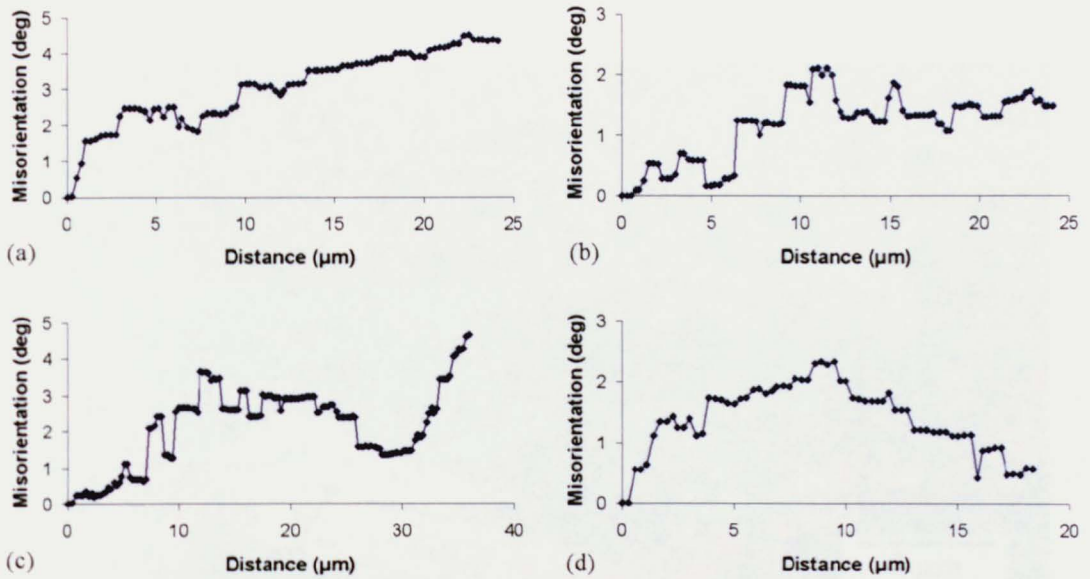 Misorientation (deg)
5
4
3
2
1
0
0 5 10 15 20 25
Distance (µm)
(a)
Misorientation (deg)
3
2
1
0
0 5 10 15 20 25
Distance (µm)
(b)
Misorientation (deg)
5
4
3
2
1
0
0 10 20 30 40
Distance (µm)
(c)
Misorientation (deg)
3
2
1
0
0 5 10 15 20
Distance (µm)
(d)